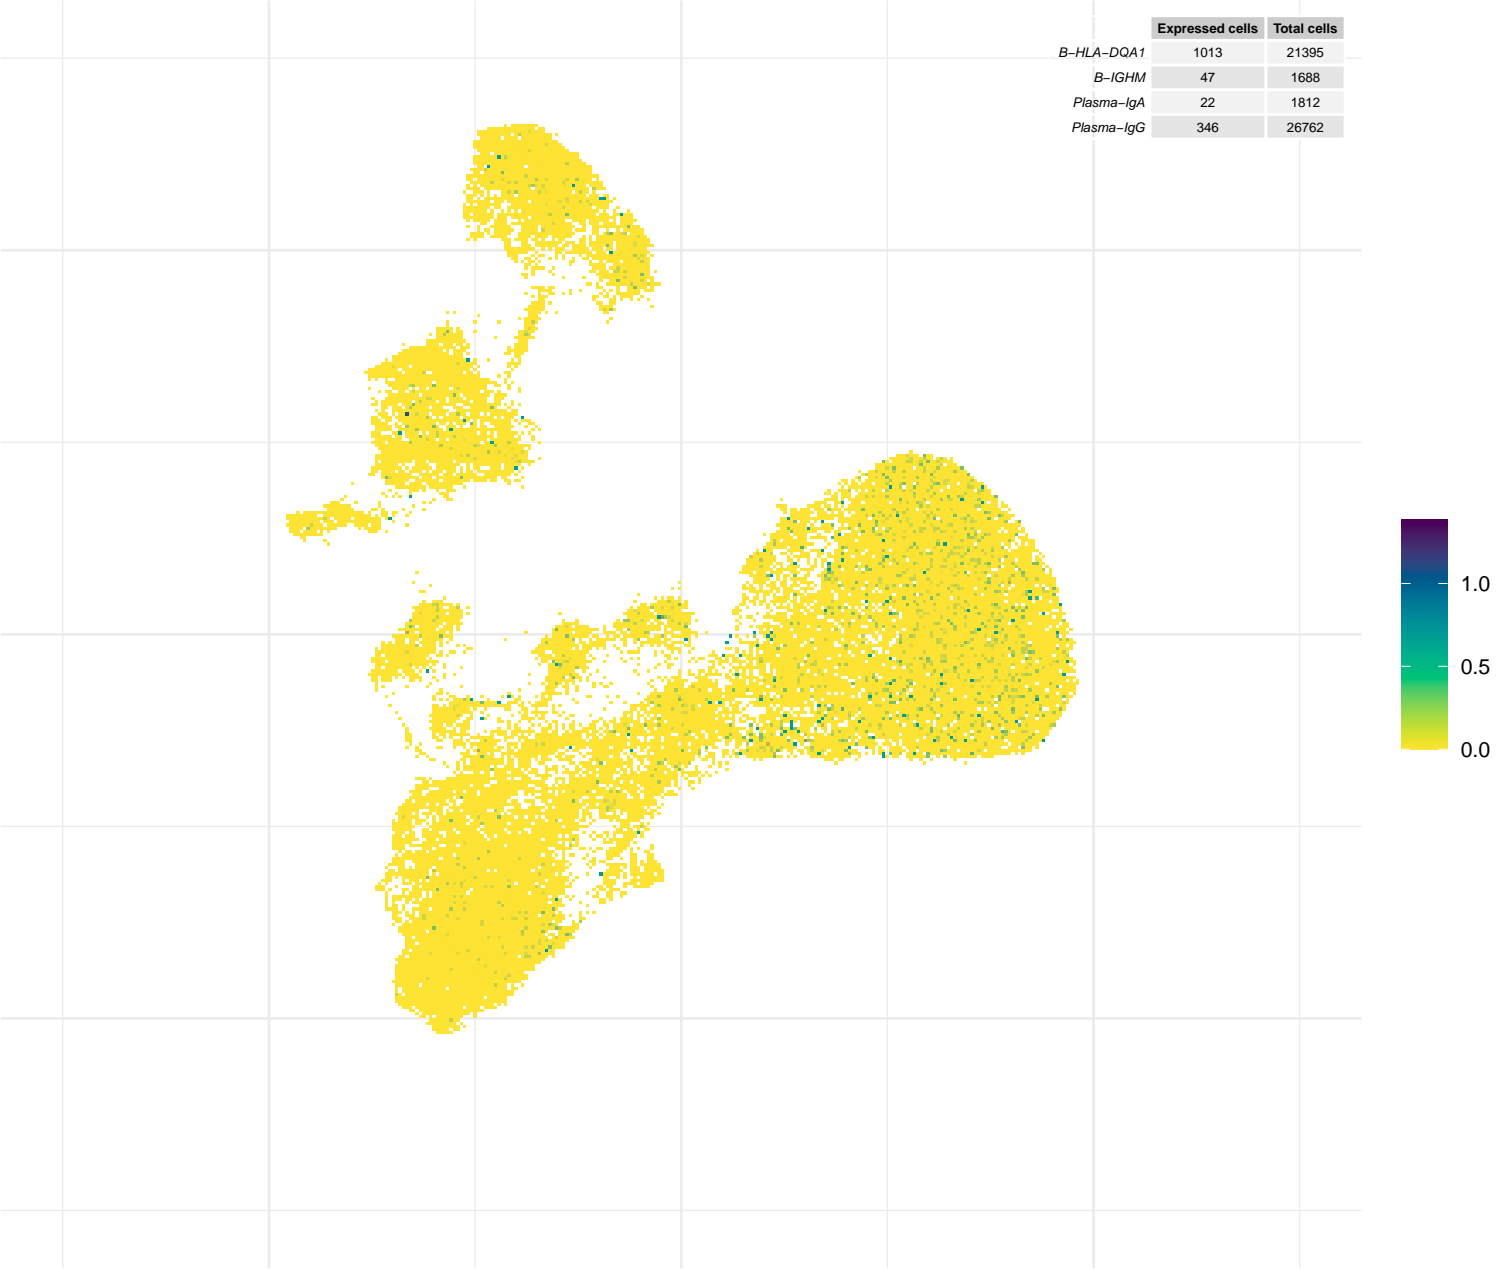 Expressed cells Total cells
B−HLA−DQA1 1013 21395
B−IGHM 47 1688
Plasma−IgA 22 1812
Plasma−IgG 346 26762
1.0
0.5
0.0